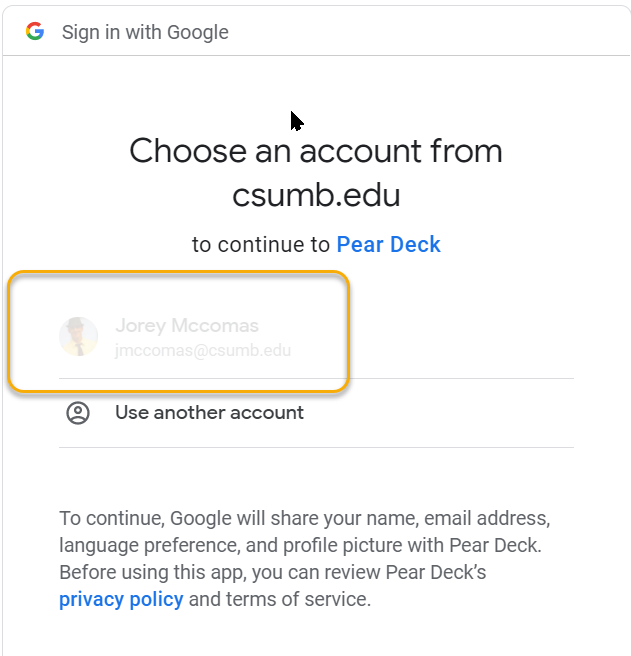 Sign in with Google
Choose an account from
csumb.edu
to continue to Pear Deck
Jorey Mccomas
jmccomas@csumb.edu
Use another account
To continue, Google will share your name, email address,
language preference, and profile picture with Pear Deck.
Before using this app, you can review Pear Deck’s
privacy policy and terms of service.